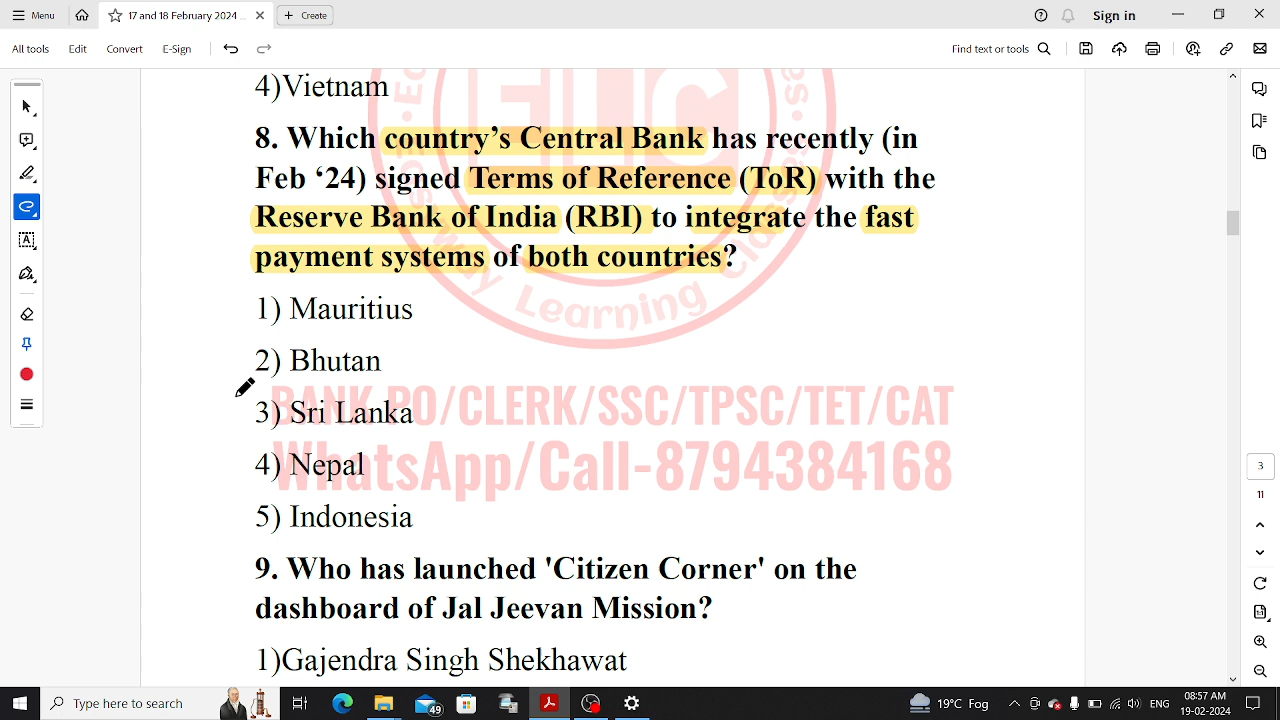 Menu
17 and 18 February 2024 ...
Create
Sign in
All tools
Edit
Convert
E-Sign
Find text or tools
4)Vietnam
8. Which country's Central Bank has recently (in
Feb ‘24) signed Terms of Reference (ToR) with the
Reserve Bank of India (RBI) to integrate the fast
payment systems of both countries?
1) Mauritius
2) Bhutan
3) Sri Lanka
4) Nepal
5) Indonesia
9. Who has launched 'Citizen Corner' on the
dashboard of Jal Jeevan Mission?
1)Gajendra Singh Shekhawat
ELC
Learning
BANK PO/CLERK/SSC/TPSC/TET/CAT
WhatsApp/Call-8794384168
3
11
Type here to search
49
19°C Fog
ENG
08:57 AM
19-02-2024